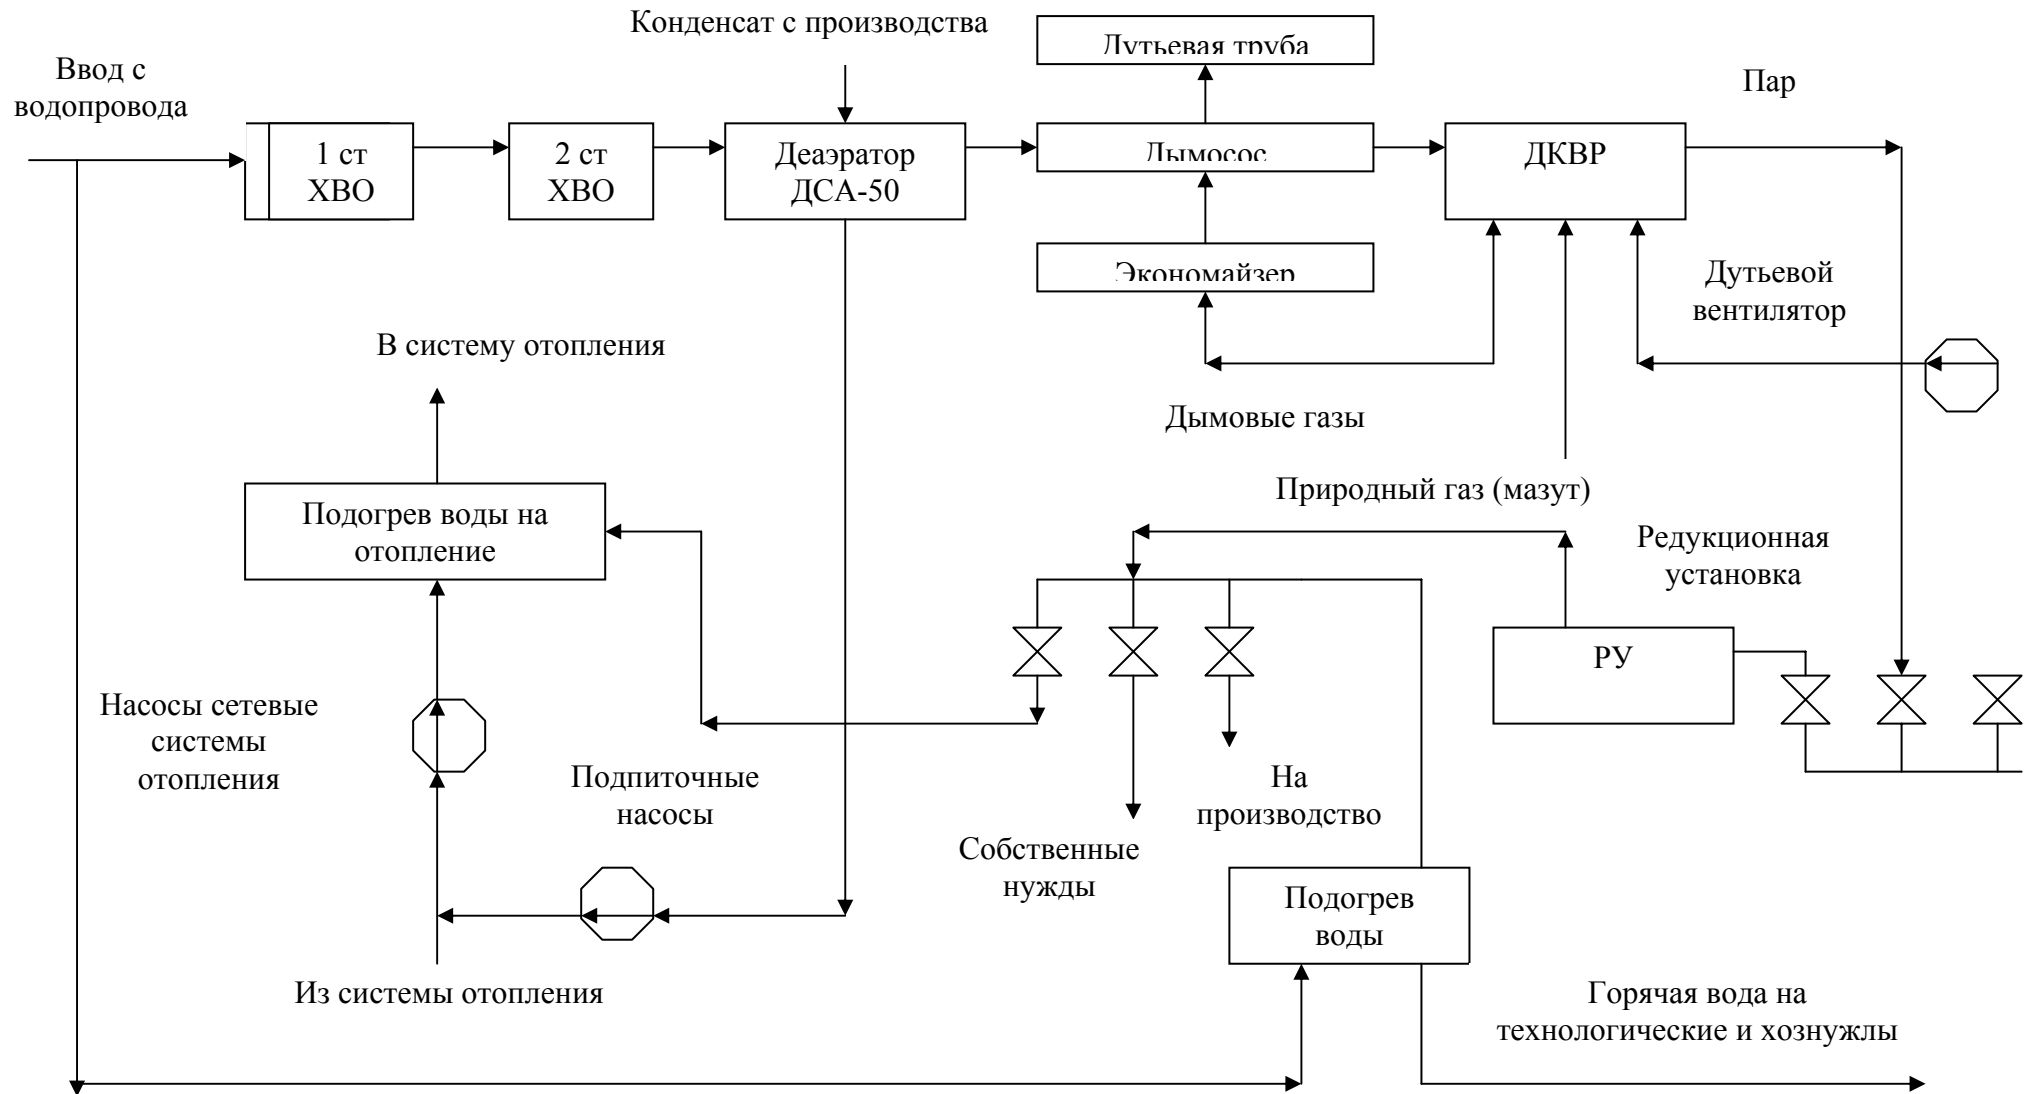 Конденсат с производства
Дутьевая труба
Ввод с
водопровода
Пар
1 ст
ХВО
2 ст
ХВО
Деаэратор
ДСА-50
Дымосос
ДКВР
Экономайзер
Дутьевой
вентилятор
В систему отопления
Дымовые газы
Природный газ (мазут)
Подогрев воды на
отопление
Редукционная
установка
РУ
Насосы сетевые
системы
отопления
Подпиточные
насосы
На
производство
Собственные
нужды
Подогрев
воды
Из системы отопления
Горячая вода на
технологические и хознужлы